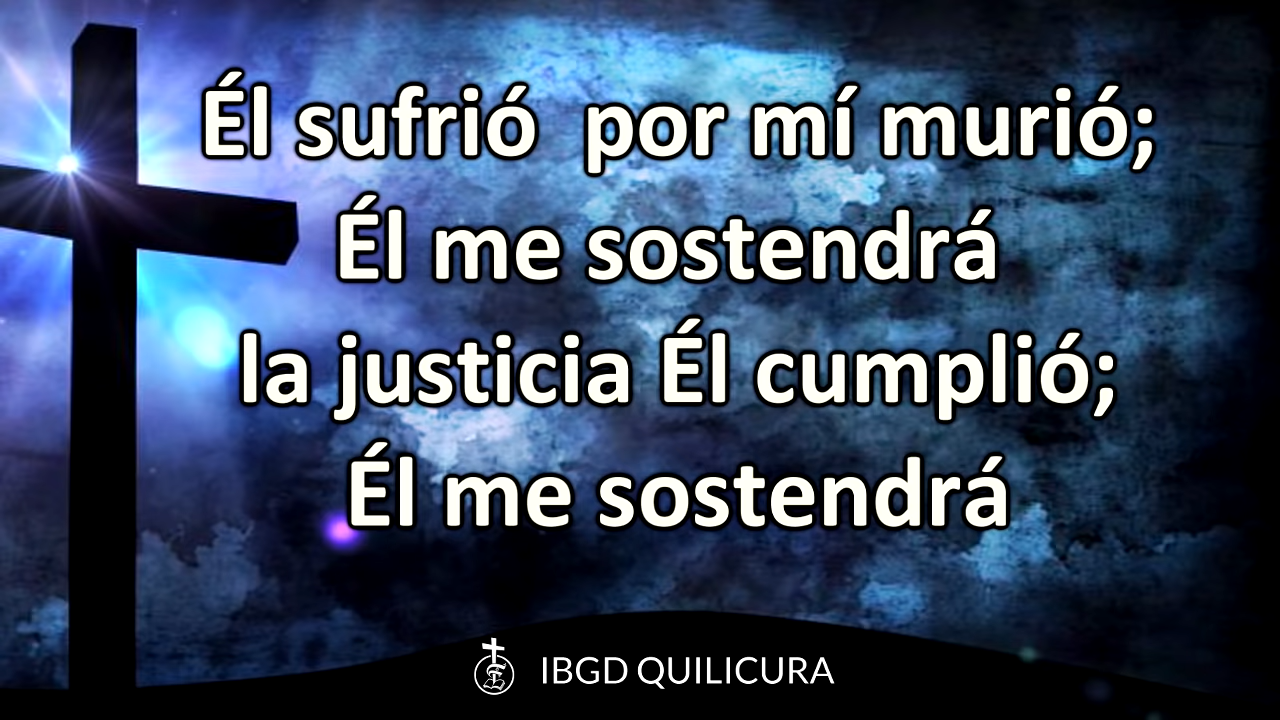 Él sufrió  por mí murió;
Él me sostendrá
la justicia Él cumplió;
Él me sostendrá
IBGD QUILICURA